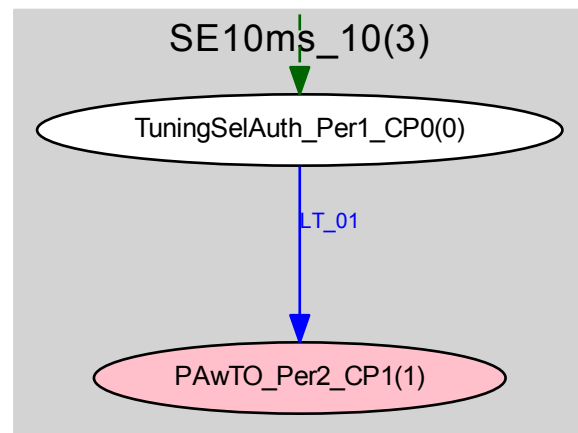 SE10ms_10(3)
TuningSelAuth_Per1_CP0(0)
LT_01
PAwTO_Per2_CP1(1)